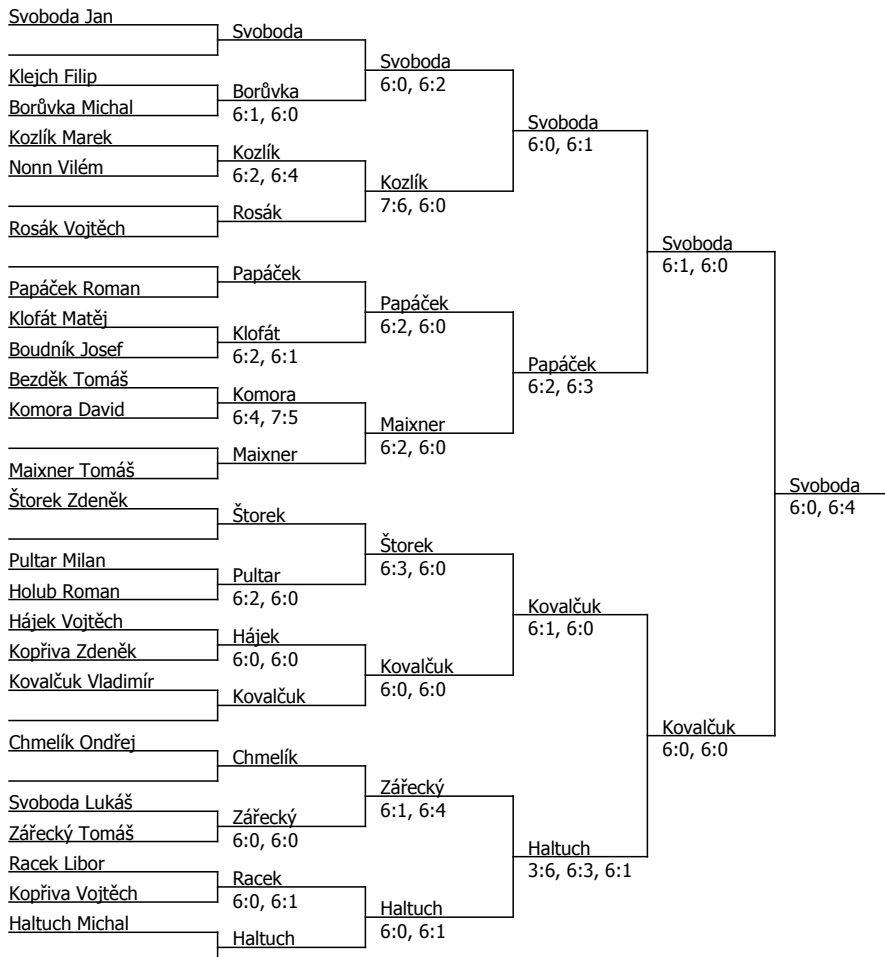 Svoboda Jan
Svoboda
Svoboda
6:0, 6:2
Klejch Filip
Borůvka
6:1, 6:0
Borůvka Michal
Svoboda
6:0, 6:1
Kozlík Marek
Kozlík
6:2, 6:4
Nonn Vilém
Kozlík
7:6, 6:0
Rosák
Rosák Vojtěch
Svoboda
6:1, 6:0
Papáček
Papáček Roman
Papáček
6:2, 6:0
Klofát Matěj
Klofát
6:2, 6:1
Boudník Josef
Papáček
6:2, 6:3
Bezděk Tomáš
Komora
6:4, 7:5
Komora David
Maixner
6:2, 6:0
Maixner
Maixner Tomáš
Svoboda
6:0, 6:4
Štorek Zdeněk
Štorek
Štorek
6:3, 6:0
Pultar Milan
Pultar
6:2, 6:0
Holub Roman
Kovalčuk
6:1, 6:0
Hájek Vojtěch
Hájek
6:0, 6:0
Kopřiva Zdeněk
Kovalčuk
6:0, 6:0
Kovalčuk Vladimír
Kovalčuk
Kovalčuk
6:0, 6:0
Chmelík Ondřej
Chmelík
Zářecký
6:1, 6:4
Svoboda Lukáš
Zářecký
6:0, 6:0
Zářecký Tomáš
Haltuch
3:6, 6:3, 6:1
Racek Libor
Racek
6:0, 6:1
Kopřiva Vojtěch
Haltuch
6:0, 6:1
Haltuch Michal
Haltuch